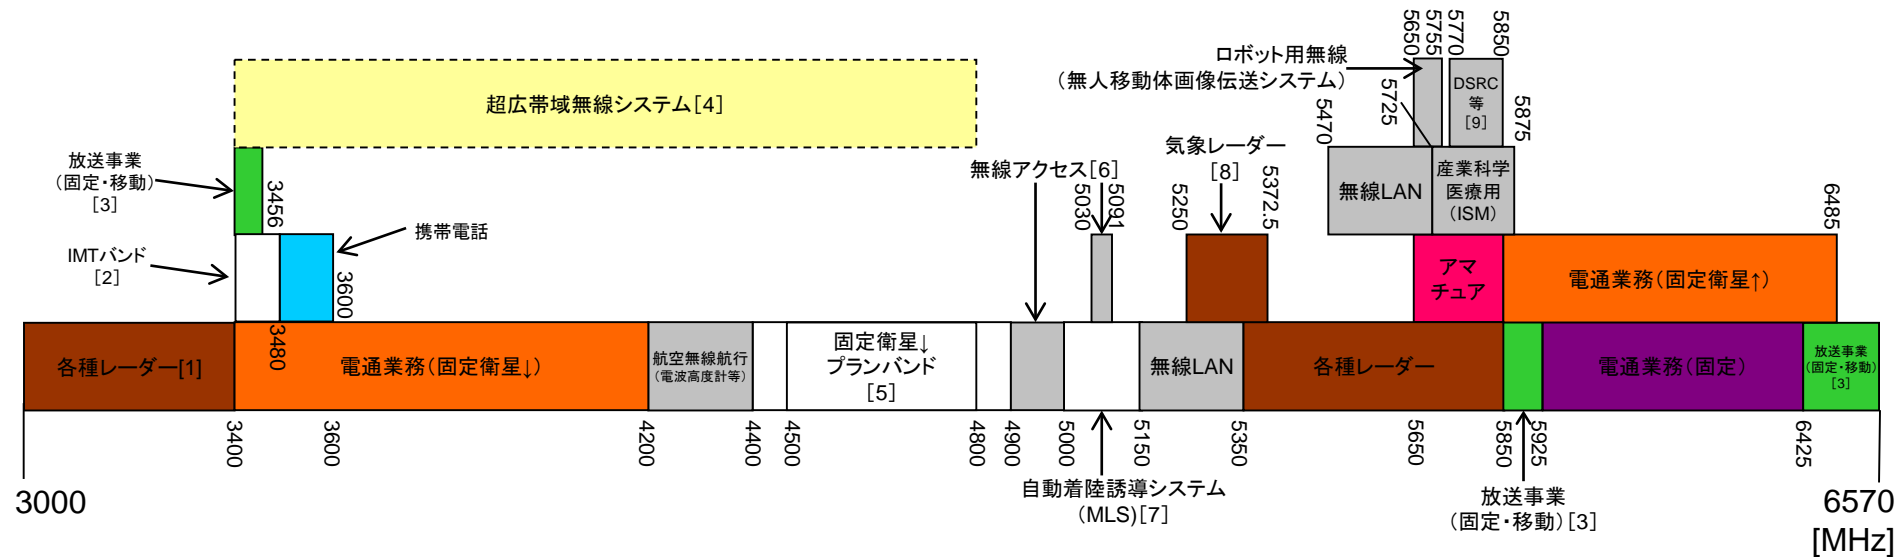 5650
5755
5770
5850
ロボット用無線
(無人移動体画像伝送システム)
5725
DSRC
等
[9]
5875
5470
超広帯域無線システム[4]
放送事業
(固定・移動)
[3]
3456
無線アクセス[6]
5030
5091
気象レーダー
[8]
5250
5372.5
無線LAN
産業科学
医療用
(ISM)
6485
IMTバンド
[2]
携帯電話
3600
アマ
チュア
電通業務(固定衛星↑)
各種レーダー[1]
3480
電通業務(固定衛星↓)
航空無線航行
(電波高度計等)
固定衛星↓
プランバンド
[5]
無線LAN
各種レーダー
電通業務(固定)
放送事業
(固定・移動)
[3]
3400
3600
4200
4400
4500
4800
4900
5000
5150
5350
5650
5850
5925
6425
3000
自動着陸誘導システム
(MLS)[7]
放送事業
(固定・移動)[3]
6570
[MHz]